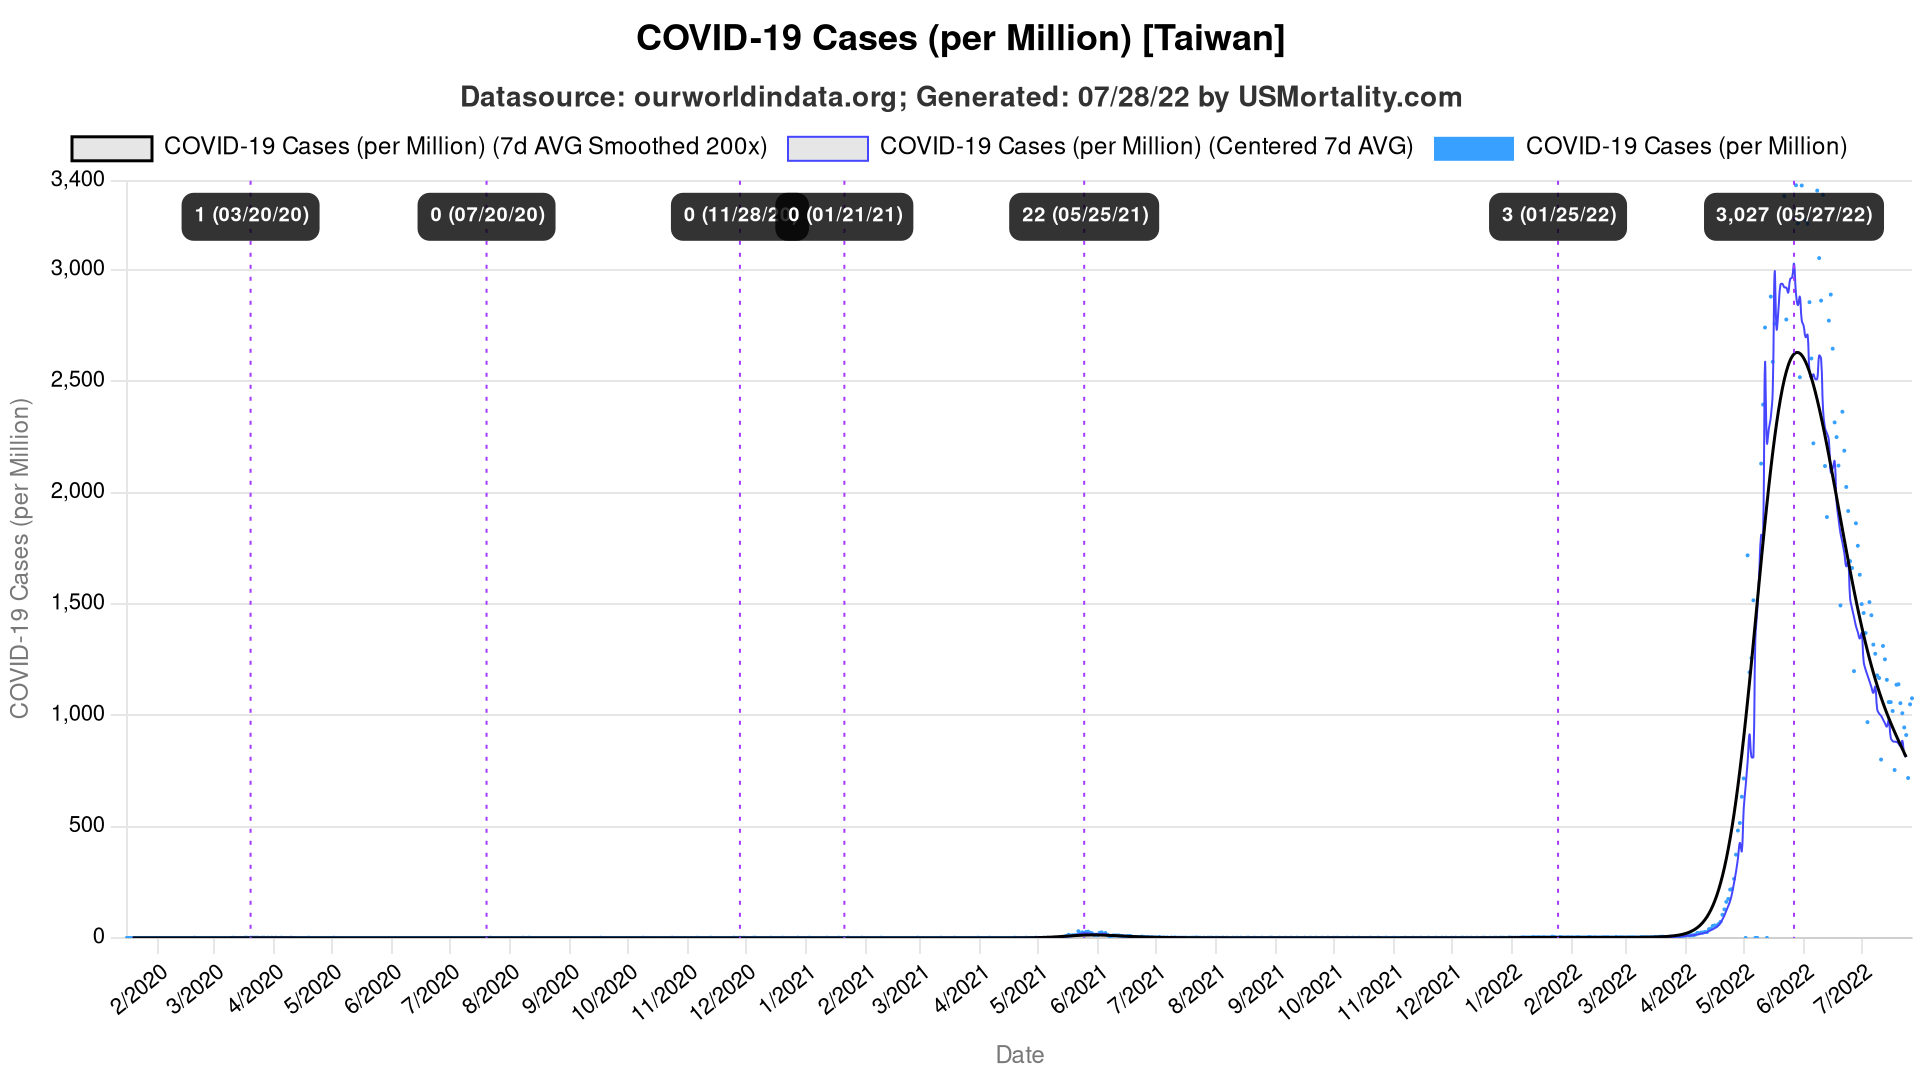 COVID-19 Cases (per Million) [Taiwan]
Datasource: ourworldindata.org; Generated: 07/28/22 by USMortality.com
COVID-19 Cases (per Million) (7d AVG Smoothed 200x) COVID-19 Cases (per Million) (Centered 7d AVG) COVID-19 Cases (per Million)
3,400
1 (03/20/20) 0 (07/20/20) 0 (11/28/20) 0 (01/21/21) 22 (05/25/21) 3 (01/25/22) 3,027 (05/27/22)
3,000
2,500
2,000
1,500
1,000
500
0
COVID-19 Cases (per Million)
2/2020 3/2020 4/2020 5/2020 6/2020 7/2020 8/2020 9/2020 10/2020 11/2020 12/2020 1/2021 2/2021 3/2021 4/2021 5/2021 6/2021 7/2021 8/2021 9/2021 10/2021 11/2021 12/2021 1/2022 2/2022 3/2022 4/2022 5/2022 6/2022 7/2022
Date